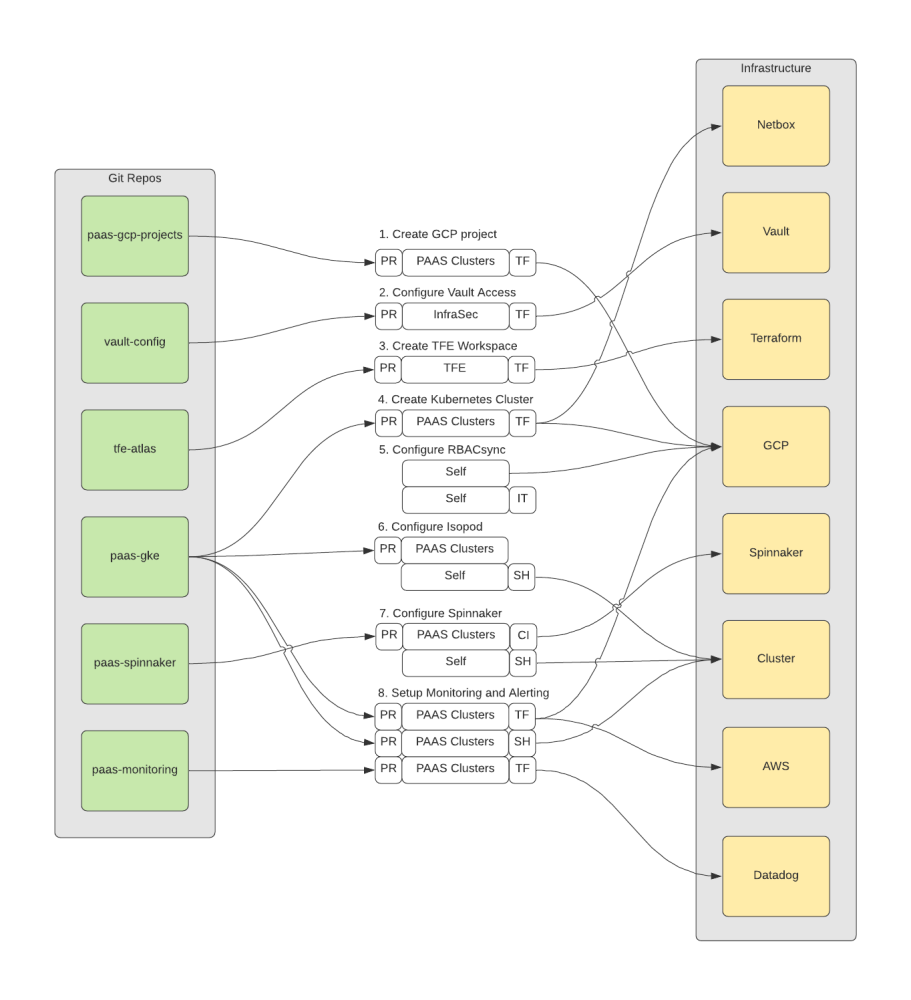 Git Repos
paas-gcp-projects
vault-config
tfe-atlas
paas-gke
paas-spinnaker
paas-monitoring
1. Create GCP project
PR PAAS Clusters TF
2. Configure Vault Access
PR InfraSec TF
3. Create TFE Workspace
PR TFE TF
4. Create Kubernetes Cluster
PR PAAS Clusters TF
5. Configure RBACsync
Self
Self IT
6. Configure Isopod
PR PAAS Clusters
Self SH
7. Configure Spinnaker
PR PAAS Clusters CI
Self SH
8. Setup Monitoring and Alerting
PR PAAS Clusters TF
PR PAAS Clusters SH
PR PAAS Clusters TF
Infrastructure
Netbox
Vault
Terraform
GCP
Spinnaker
Cluster
AWS
Datadog